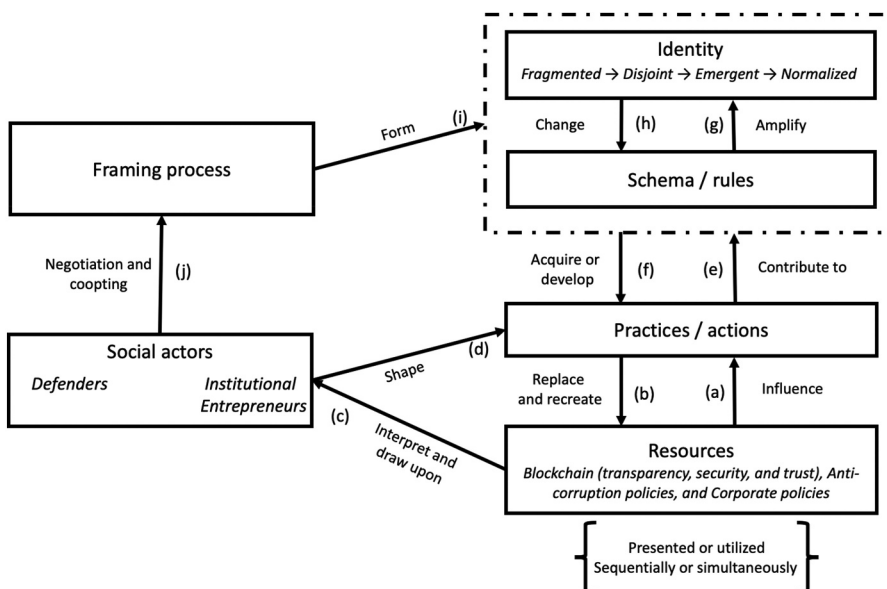 Identity
Fragmented → Disjoint → Emergent → Normalized
Change
(h)
(g)
Amplify
Schema / rules
Form
(i)
Framing process
Negotiation and
coopting
(j)
Acquire or
develop
(f)
(e)
Contribute to
Practices / actions
Social actors
Defenders
Institutional
Entrepreneurs
Shape
(d)
(c)
Interpret and
draw upon
Replace
and recreate
(b)
(a)
Influence
Resources
Blockchain (transparency, security, and trust), Anti-
corruption policies, and Corporate policies
Presented or utilized
Sequentially or simultaneously